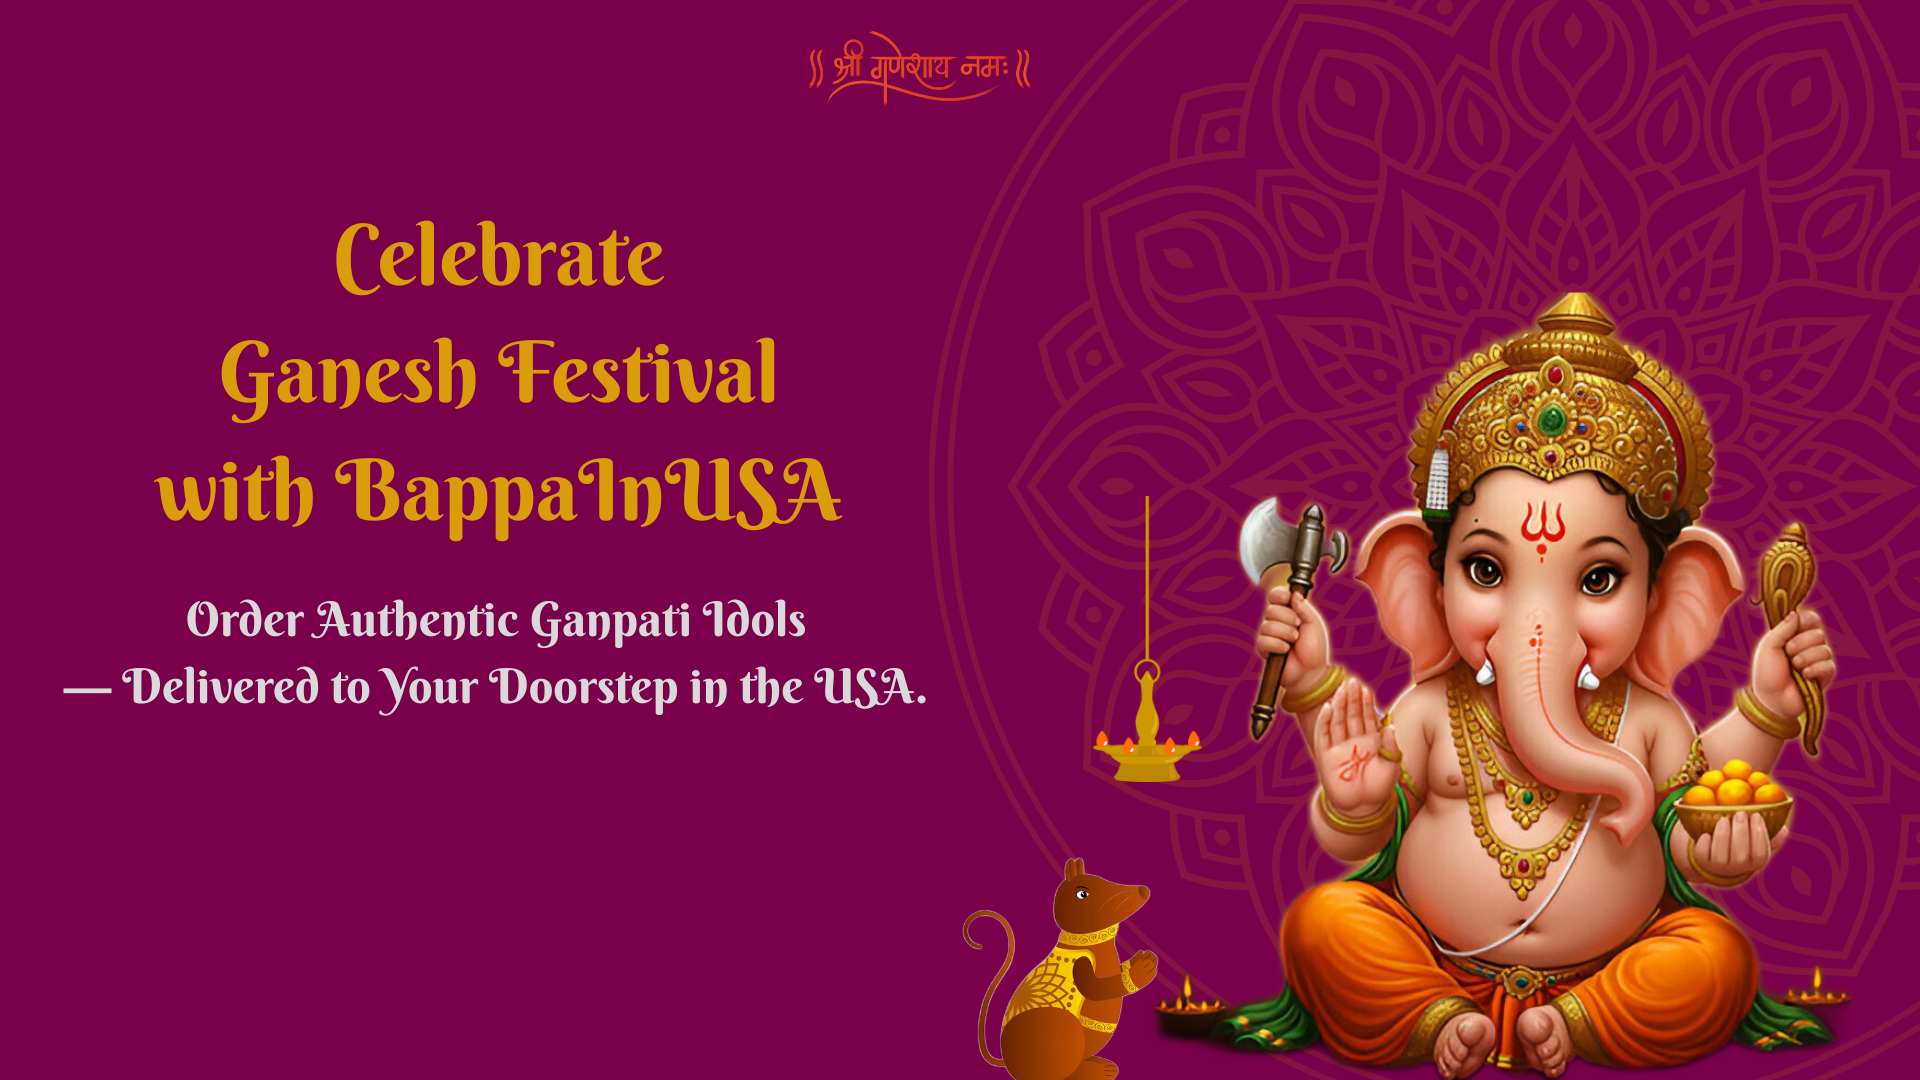 ॥ श्री गणेशाय नमः ॥
Celebrate
Ganesh Festival
with BappaInUSA
Order Authentic Ganpati Idols
— Delivered to Your Doorstep in the USA.
श्री